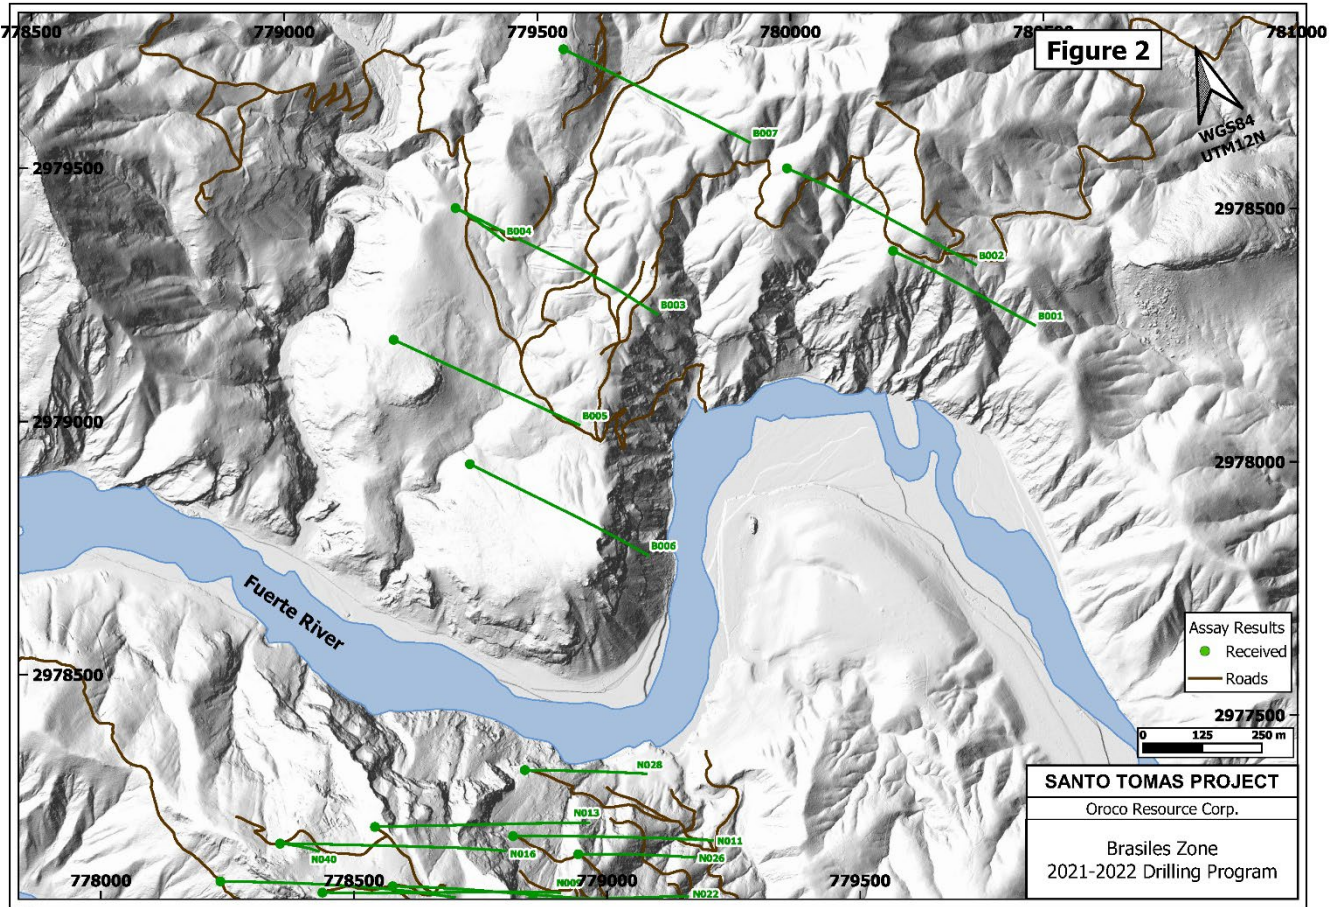 778500
779000
779500
780000
781000
Figure 2
WGS84
UTM12N
B007
2979500
2978500
B004
B002
B003
B001
B005
2979000
2978000
B006
Fuerte River
Assay Results
Received
Roads
2978500
2977500
0 125 250 m
N028
SANTO TOMAS PROJECT
Oroco Resource Corp.
Brasiles Zone
2021-2022 Drilling Program
N013
N011
N016
N026
N040
778000
778500
N009
779000
N022
779500